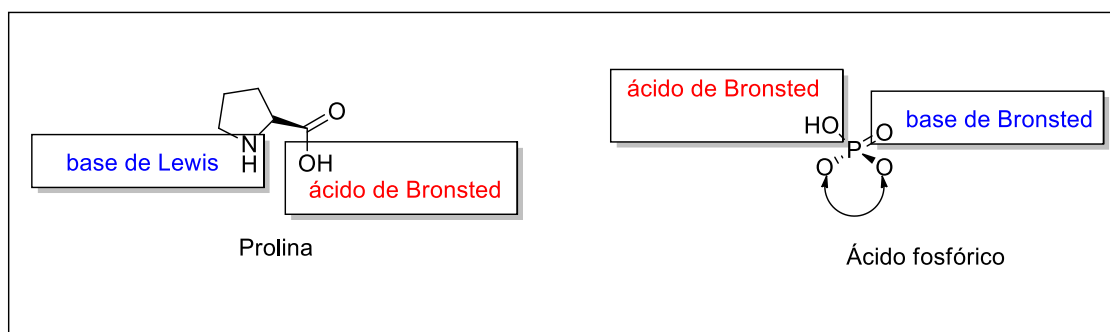 base de Lewis
N
H
O
OH
ácido de Bronsted
Prolina
ácido de Bronsted
HO
P
O
O
O
base de Bronsted
Ácido fosfórico